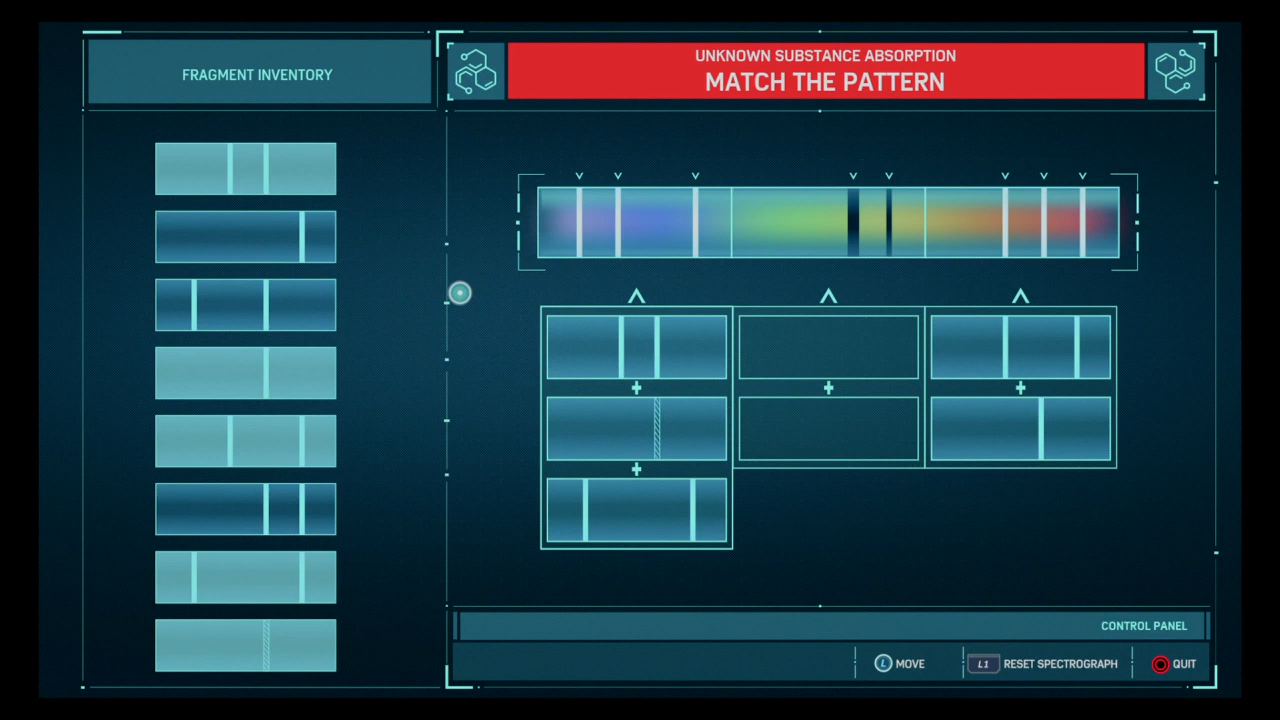 FRAGMENT INVENTORY
UNKNOWN SUBSTANCE ABSORPTION
MATCH THE PATTERN
CONTROL PANEL
L MOVE
L1 RESET SPECTROGRAPH
QUIT